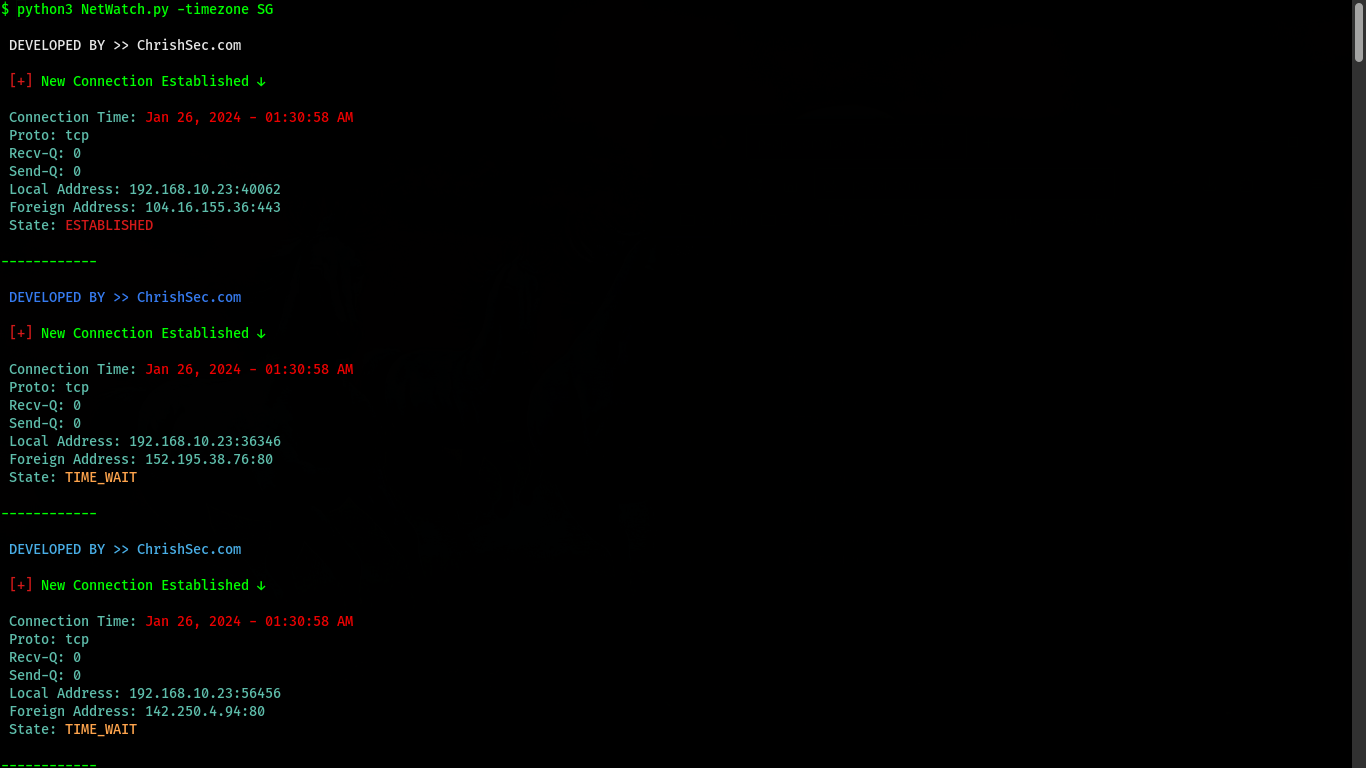 $ python3 NetWatch.py -timezone SG
DEVELOPED BY >> ChrishSec.com
[+] New Connection Established ↓
Connection Time: Jan 26, 2024 - 01:30:58 AM
Proto: tcp
Recv-Q: 0
Send-Q: 0
Local Address: 192.168.10.23:40062
Foreign Address: 104.16.155.36:443
State: ESTABLISHED
------------
DEVELOPED BY >> ChrishSec.com
[+] New Connection Established ↓
Connection Time: Jan 26, 2024 - 01:30:58 AM
Proto: tcp
Recv-Q: 0
Send-Q: 0
Local Address: 192.168.10.23:36346
Foreign Address: 152.195.38.76:80
State: TIME_WAIT
------------
DEVELOPED BY >> ChrishSec.com
[+] New Connection Established ↓
Connection Time: Jan 26, 2024 - 01:30:58 AM
Proto: tcp
Recv-Q: 0
Send-Q: 0
Local Address: 192.168.10.23:56456
Foreign Address: 142.250.4.94:80
State: TIME_WAIT
------------